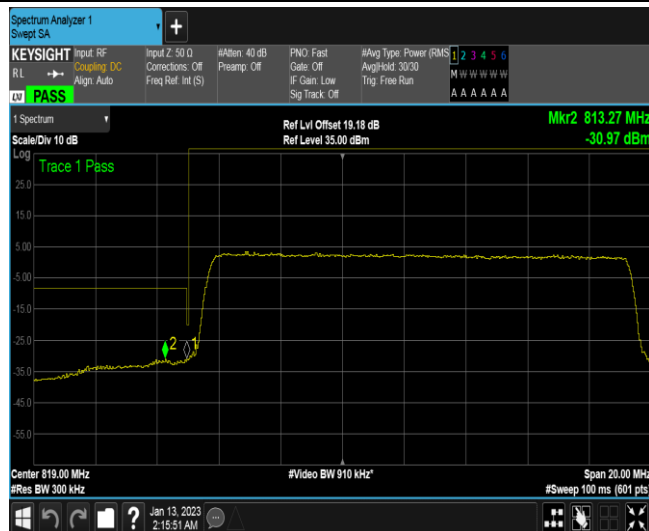 Spectrum Analyzer 1
Swept SA
+
KEYSIGHT
RL
LXI PASS
Input: RF
Coupling: DC
Align: Auto
Input Z: 50 Ω
Corrections: Off
Freq Ref: Int (S)
#Atten: 40 dB
Preamp: Off
PNO: Fast
Gate: Off
IF Gain: Low
Sig Track: Off
#Avg Type: Power (RMS
Avg|Hold: 30/30
Trig: Free Run
1 2 3 4 5 6
M W W W W W
A A A A A A
1 Spectrum
Scale/Div 10 dB
Ref Lvl Offset 19.18 dB
Ref Level 35.00 dBm
Mkr2 813.27 MHz
-30.97 dBm
Log
Trace 1 Pass
25.0
15.0
5.00
-5.00
-15.0
-25.0
-35.0
-45.0
-55.0
2
1
Center 819.00 MHz
#Res BW 300 kHz
#Video BW 910 kHz*
Span 20.00 MHz
#Sweep 100 ms (601 pts)
?
Jan 13, 2023
2:15:51 AM